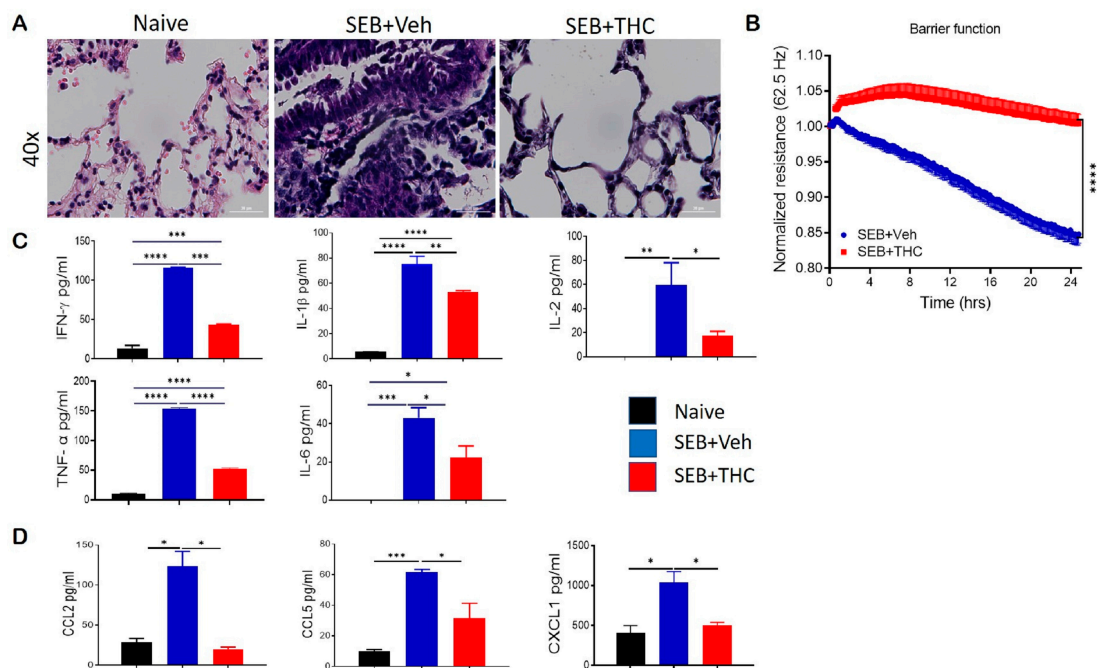 A
Naive
SEB+Veh
SEB+THC
40x
B
Barrier function
Normalized resistance (62.5 Hz)
1.10
1.05
1.00
0.95
0.90
0.85
0.80
****
SEB+Veh
SEB+THC
0 4 8 12 16 20 24
Time (hrs)
C
IFN-γ pg/ml
150
100
50
0
***
**** ***
IL-1β pg/ml
100
80
60
40
20
0
****
**** **
IL-2 pg/ml
80
60
40
20
0
** *
TNF- α pg/ml
200
150
100
50
0
****
**** ****
IL-6 pg/ml
60
40
20
0
*
*** *
Naive
SEB+Veh
SEB+THC
D
CCL2 pg/ml
150
100
50
0
* *
CCL5 pg/ml
60
40
20
0
80
*** *
CXCL1 pg/ml
1500
1000
500
0
* *